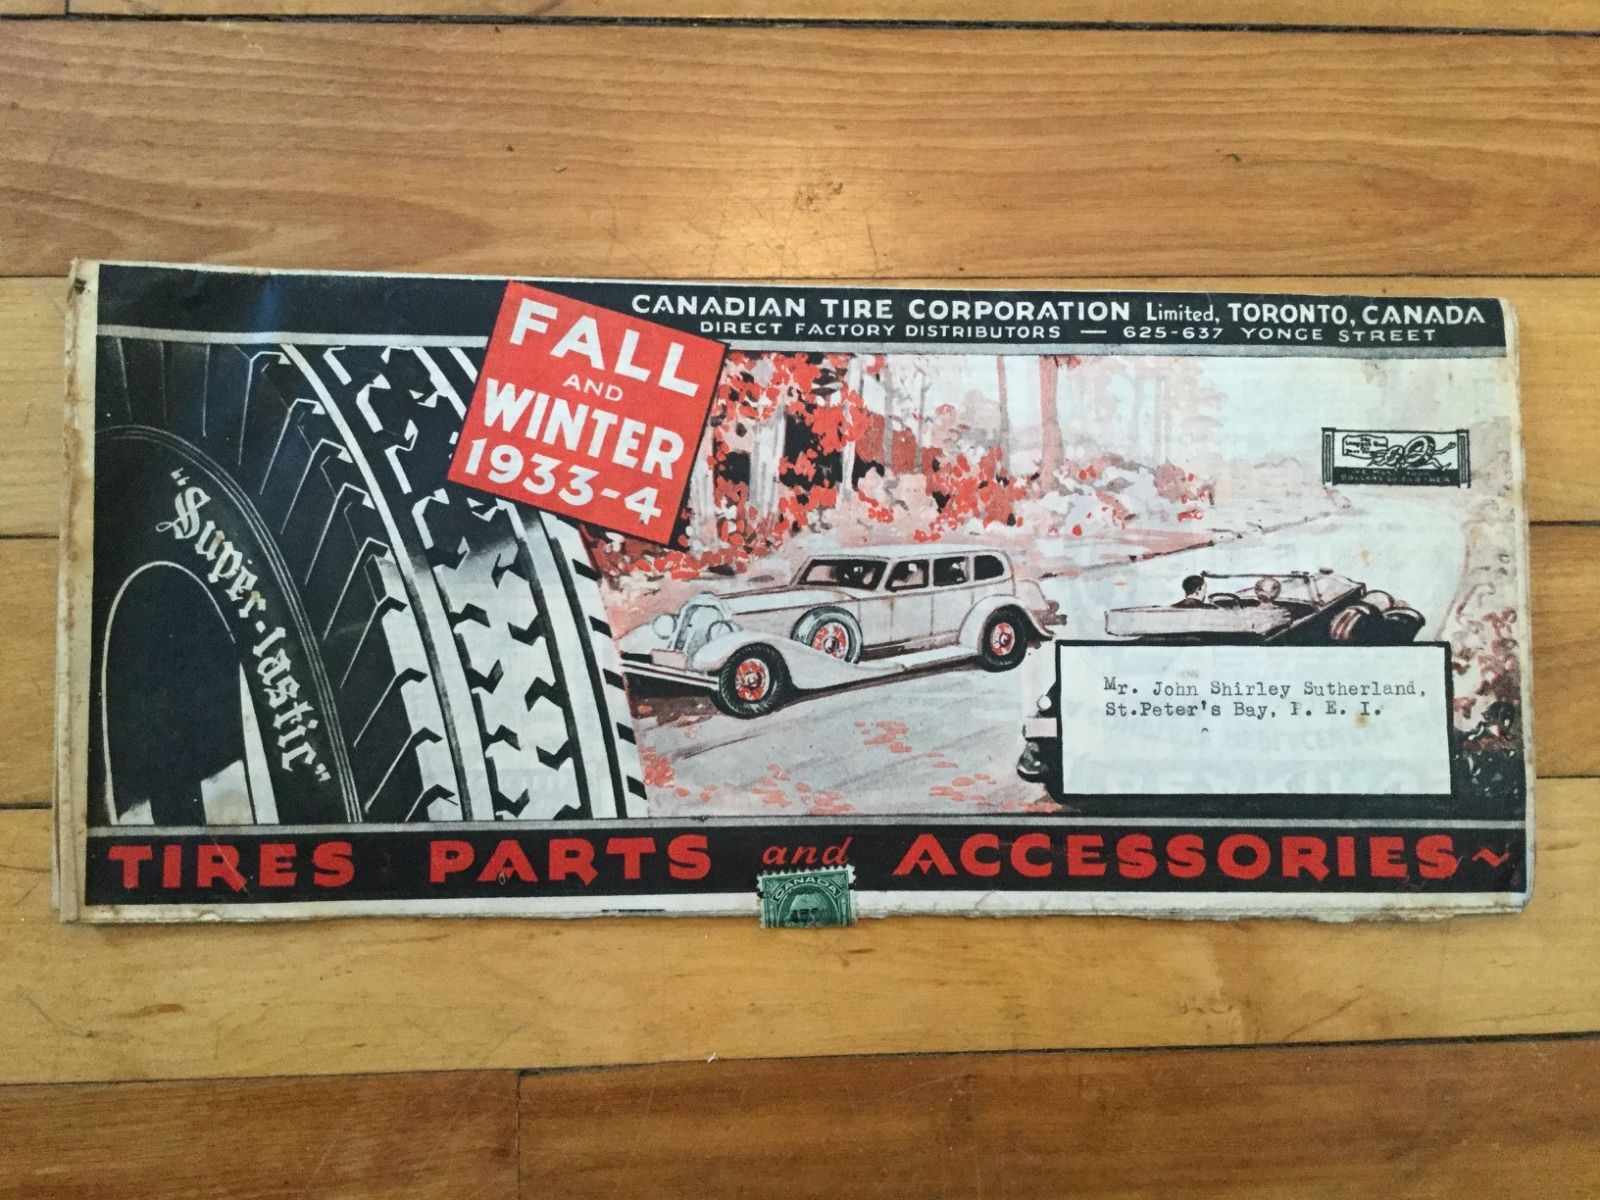 CANADIAN TIRE CORPORATION Limited, TORONTO, CANADA
DIRECT FACTORY DISTRIBUTORS — 625-637 YONGE STREET
FALL
AND
WINTER
1933-4
"Super-lastic"
Mr. John Shirley Sutherland,
St.Peter's Bay, P. E. I.
TIRES PARTS and ACCESSORIES~
CANADA